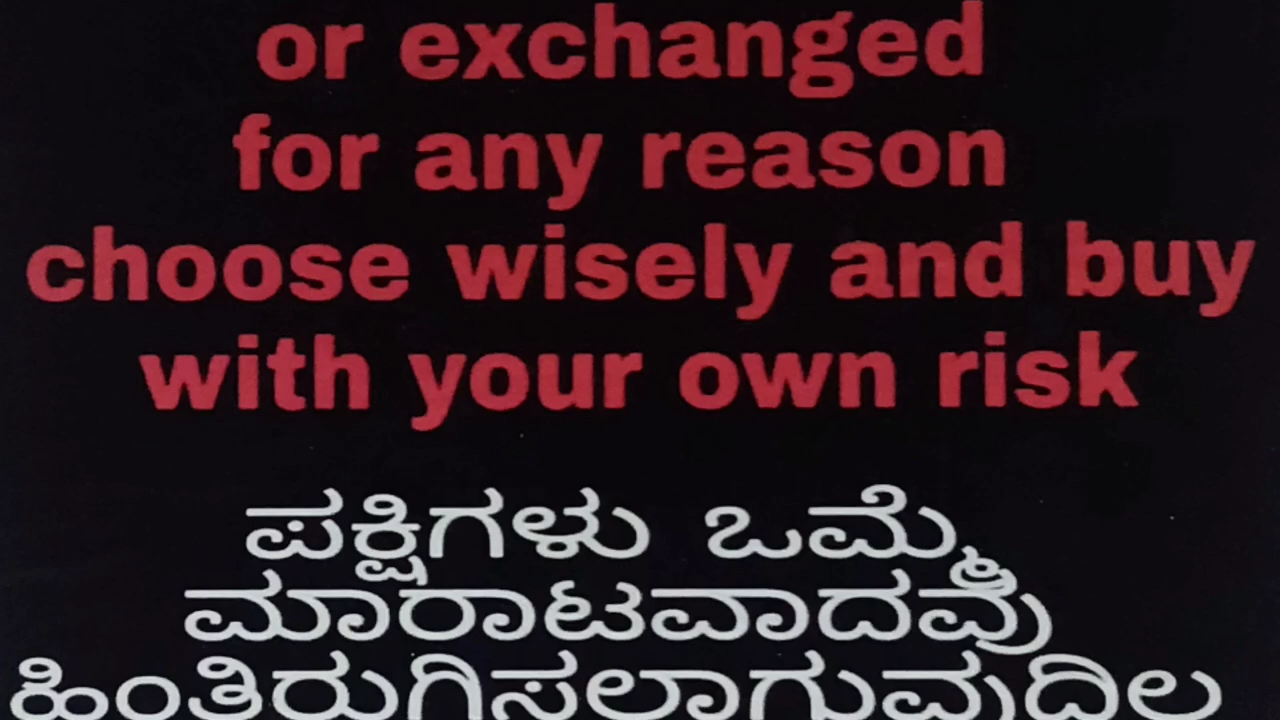 or exchanged
for any reason
choose wisely and buy
with your own risk
ಪಕ್ಷಿಗಳು ಒಮ್ಮೆ
ಮಾರಾಟವಾದವು
ಹಿಂತಿರುಗಿಸಲಾಗುವುದಿಲ